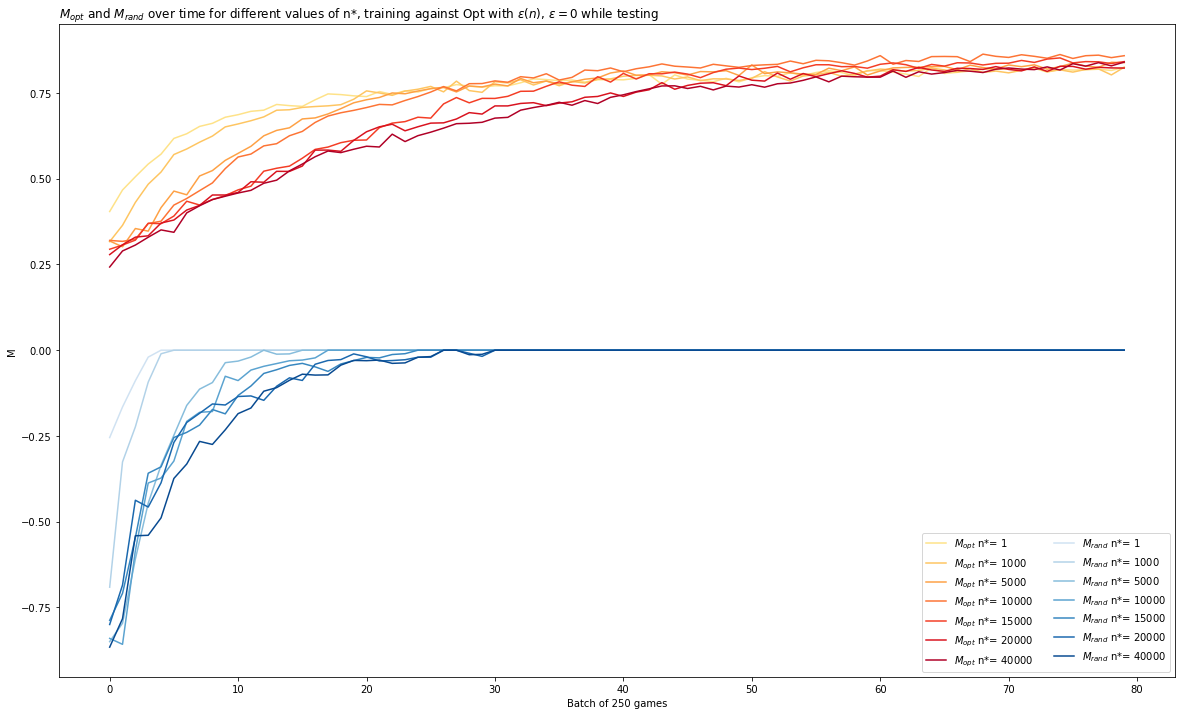 M_opt and M_rand over time for different values of n*, training against Opt with ε(n), ε = 0 while testing
0.75
0.50
0.25
0.00
−0.25
−0.50
−0.75
M
0 10 20 30 40 50 60 70 80
Batch of 250 games
M_opt n*= 1
M_opt n*= 1000
M_opt n*= 5000
M_opt n*= 10000
M_opt n*= 15000
M_opt n*= 20000
M_opt n*= 40000
M_rand n*= 1
M_rand n*= 1000
M_rand n*= 5000
M_rand n*= 10000
M_rand n*= 15000
M_rand n*= 20000
M_rand n*= 40000